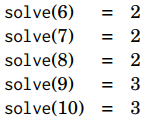 solve(6) = 2
solve(7) = 2
solve(8) = 2
solve(9) = 3
solve(10) = 3